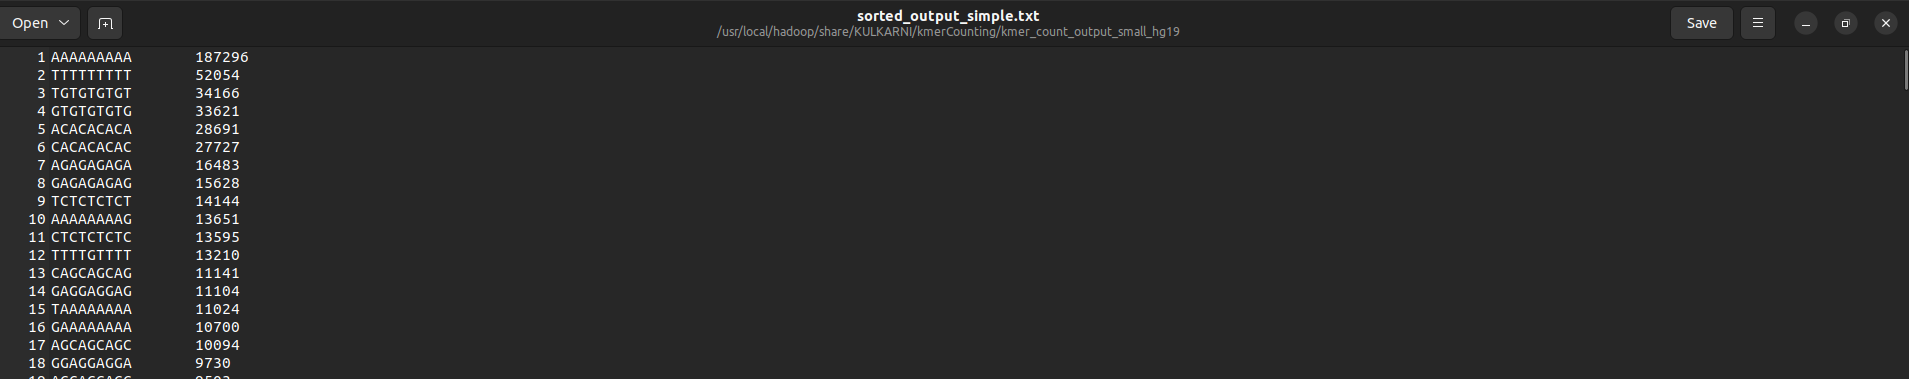 Open
sorted_output_simple.txt
/usr/local/hadoop/share/KULKARNI/kmerCounting/kmer_count_output_small_hg19
Save
1 AAAAAAAAA 187296
2 TTTTTTTTT 52054
3 TGTGTGTGT 34166
4 GTGTGTGTG 33621
5 ACACACACA 28691
6 CACACACAC 27727
7 AGAGAGAGA 16483
8 GAGAGAGAG 15628
9 TCTCTCTCT 14144
10 AAAAAAAAG 13651
11 CTCTCTCTC 13595
12 TTTTGTTTT 13210
13 CAGCAGCAG 11141
14 GAGGAGGAG 11104
15 TAAAAAAAA 11024
16 GAAAAAAAA 10700
17 AGCAGCAGC 10094
18 GGAGGAGGA 9730